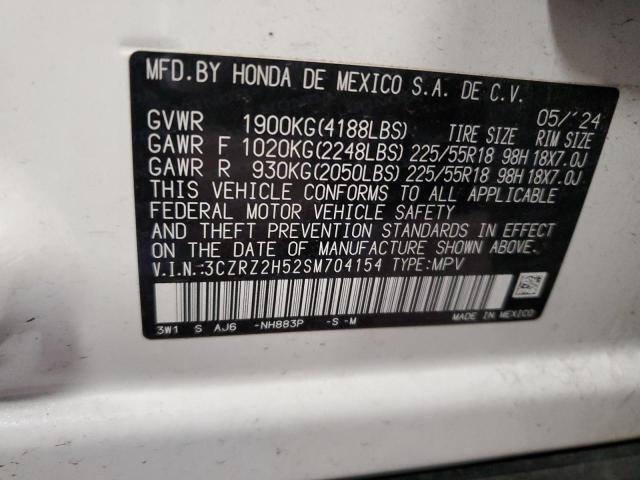 MFD.BY HONDA DE MEXICO S.A. DE C.V.
05/24
GVWR 1900KG(4188LBS) TIRE SIZE RIM SIZE
GAWR F 1020KG(2248LBS) 225/55R18 98H 18X7.0J
GAWR R 930KG(2050LBS) 225/55R18 98H 18X7.0J
THIS VEHICLE CONFORMS TO ALL APPLICABLE
FEDERAL MOTOR VEHICLE SAFETY
AND THEFT PREVENTION STANDARDS IN EFFECT
ON THE DATE OF MANUFACTURE SHOWN ABOVE.
V.I.N.:3CZRZ2H52SM704154 TYPE:MPV
3W1 S AJ6 -NH883P -S -M
MADE IN MEXICO